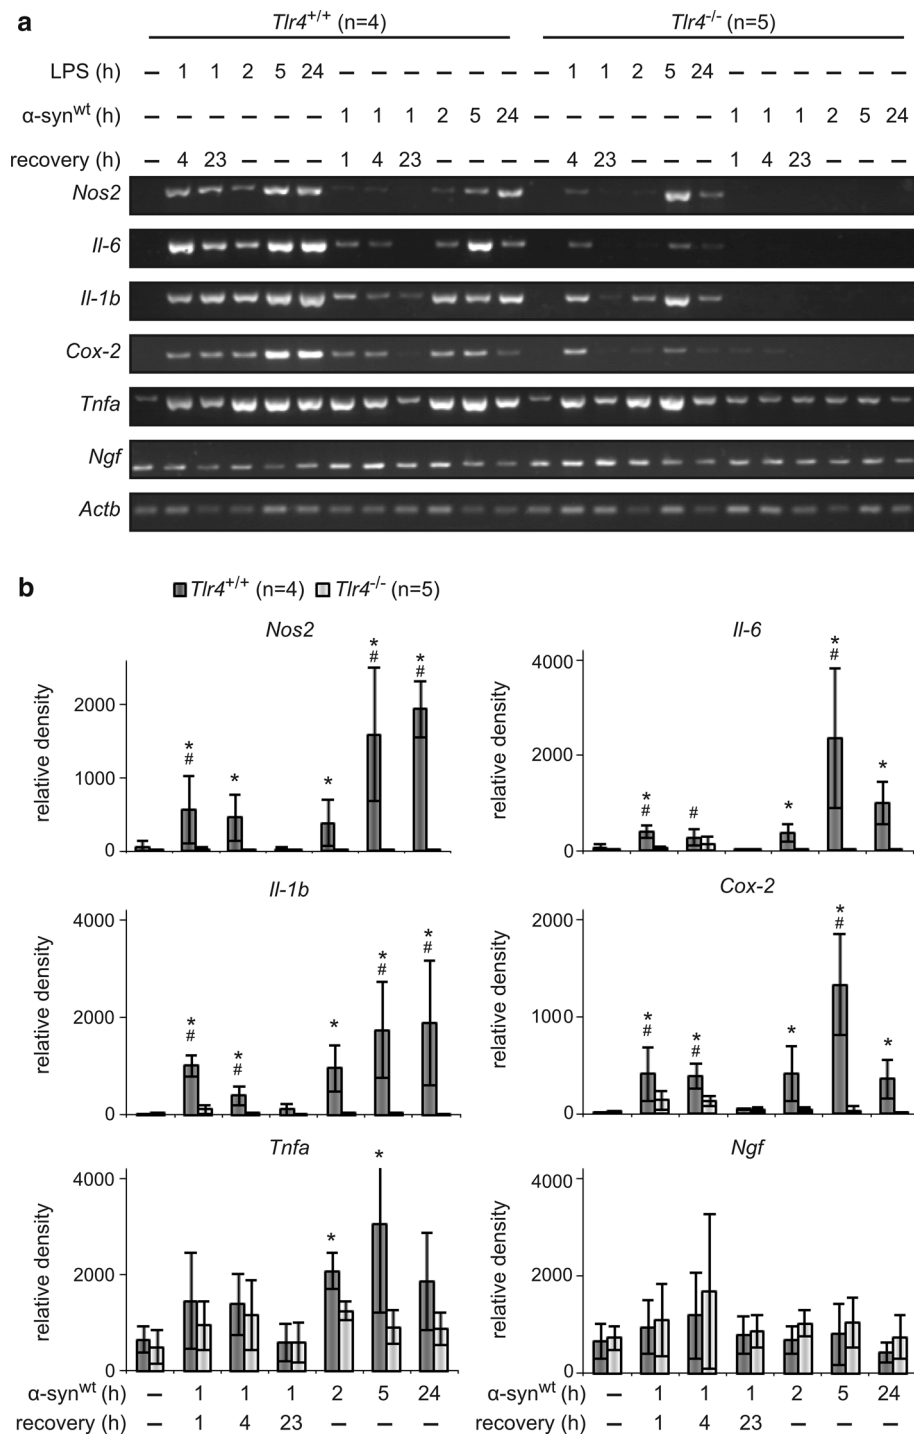 a
Tlr4+/+ (n=4) Tlr4-/- (n=5)
LPS (h) – 1 1 2 5 24 – – – – – – – 1 1 2 5 24 – – – – – –
α-synwt (h) – – – – – – 1 1 1 2 5 24 – – – – – – 1 1 1 2 5 24
recovery (h) – 4 23 – – – 1 4 23 – – – – 4 23 – – – 1 4 23 – – –
Nos2
Il-6
Il-1b
Cox-2
Tnfa
Ngf
Actb
b
Tlr4+/+ (n=4) Tlr4-/- (n=5)
Nos2
relative density
2000
1000
0
* # * * * # * #
Il-6
relative density
4000
2000
0
* # # * * # *
Il-1b
relative density
4000
2000
0
* # * # * * # * #
Cox-2
relative density
2000
1000
0
* # * # * * # *
Tnfa
relative density
4000
2000
0
* *
Ngf
relative density
4000
2000
0
α-synwt (h) – 1 1 1 2 5 24
recovery (h) – 1 4 23 – – –
α-synwt (h) – 1 1 1 2 5 24
recovery (h) – 1 4 23 – – –